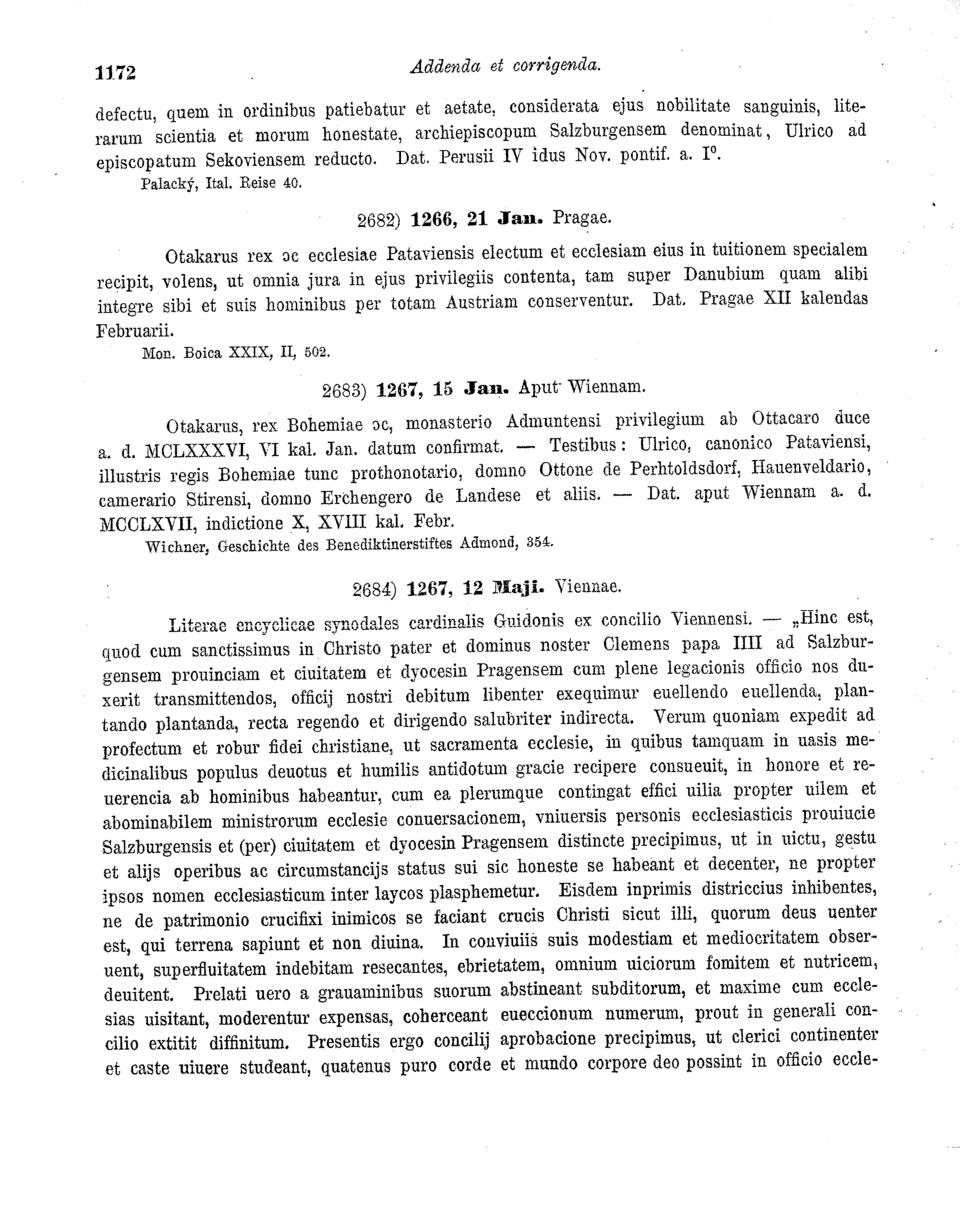 1172
Addenda et corrigenda.
defectu, quem in ordinibus patiebatur et aetate, considerata ejus nobilitate sanguinis, lite-
rarum scientia et morum honestate, archiepiscopum Salzburgensem denominat, Ulrico ad
episcopatum Sekoviensem reducto. Dat. Perusii IV idus Nov. pontif. a. I⁰.
Palacký, Ital. Reise 40.
2682) 1266, 21 Jan. Pragae.
Otakarus rex ɔc ecclesiae Pataviensis electum et ecclesiam eius in tuitionem specialem
recipit, volens, ut omnia jura in ejus privilegiis contenta, tam super Danubium quam alibi
integre sibi et suis hominibus per totam Austriam conserventur. Dat. Pragae XII kalendas
Februarii.
Mon. Boica XXIX, II, 502.
2683) 1267, 15 Jan. Aput Wiennam.
Otakarus, rex Bohemiae ɔc, monasterio Admuntensi privilegium ab Ottacaro duce
a. d. MCLXXXVI, VI kal. Jan. datum confirmat. — Testibus: Ulrico, canonico Pataviensi,
illustris regis Bohemiae tunc prothonotario, domno Ottone de Perhtoldsdorf, Hauenveldario,
camerario Stirensi, domno Erchengero de Landese et aliis. — Dat. aput Wiennam a. d.
MCCLXVII, indictione X, XVIII kal. Febr.
Wichner, Geschichte des Benediktinerstiftes Admond, 354.
2684) 1267, 12 Maji. Viennae.
Literae encyclicae synodales cardinalis Guidonis ex concilio Viennensi. — „Hinc est,
quod cum sanctissimus in Christo pater et dominus noster Clemens papa IIII ad Salzbur-
gensem prouinciam et ciuitatem et dyocesin Pragensem cum plene legacionis officio nos du-
xerit transmittendos, officij nostri debitum libenter exequimur euellendo euellenda, plan-
tando plantanda, recta regendo et dirigendo salubriter indirecta. Verum quoniam expedit ad
profectum et robur fidei christiane, ut sacramenta ecclesie, in quibus tamquam in uasis me-
dicinalibus populus deuotus et humilis antidotum gracie recipere consueuit, in honore et re-
uerencia ab hominibus habeantur, cum ea plerumque contingat effici uilia propter uilem et
abominabilem ministrorum ecclesie conuersacionem, vniuersis personis ecclesiasticis prouiucie
Salzburgensis et (per) ciuitatem et dyocesin Pragensem distincte precipimus, ut in uictu, gestu
et alijs operibus ac circumstancijs status sui sic honeste se habeant et decenter, ne propter
ipsos nomen ecclesiasticum inter laycos plasphemetur. Eisdem inprimis districcius inhibentes,
ne de patrimonio crucifixi inimicos se faciant crucis Christi sicut illi, quorum deus uenter
est, qui terrena sapiunt et non diuina. In conviuiis suis modestiam et mediocritatem obser-
uent, superfluitatem indebitam resecantes, ebrietatem, omnium uiciorum fomitem et nutricem,
deuitent. Prelati uero a grauaminibus suorum abstineant subditorum, et maxime cum eccle-
sias uisitant, moderentur expensas, coherceant eueccionum numerum, prout in generali con-
cilio extitit diffinitum. Presentis ergo concilij aprobacione precipimus, ut clerici continenter
et caste uiuere studeant, quatenus puro corde et mundo corpore deo possint in officio eccle-